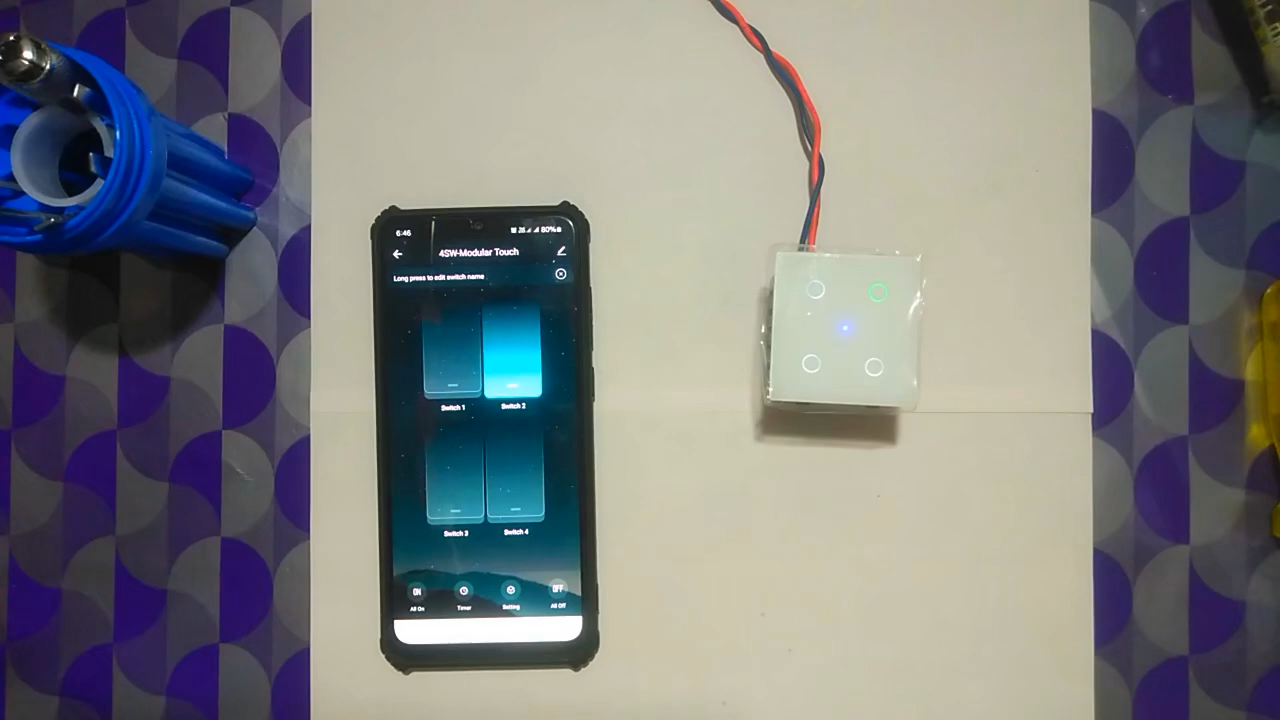 6:46
80%
4SW-Modular Touch
Long press to edit switch name
Switch 1
Switch 2
Switch 3
Switch 4
ON
OFF
All On
Timer
Setting
All Off